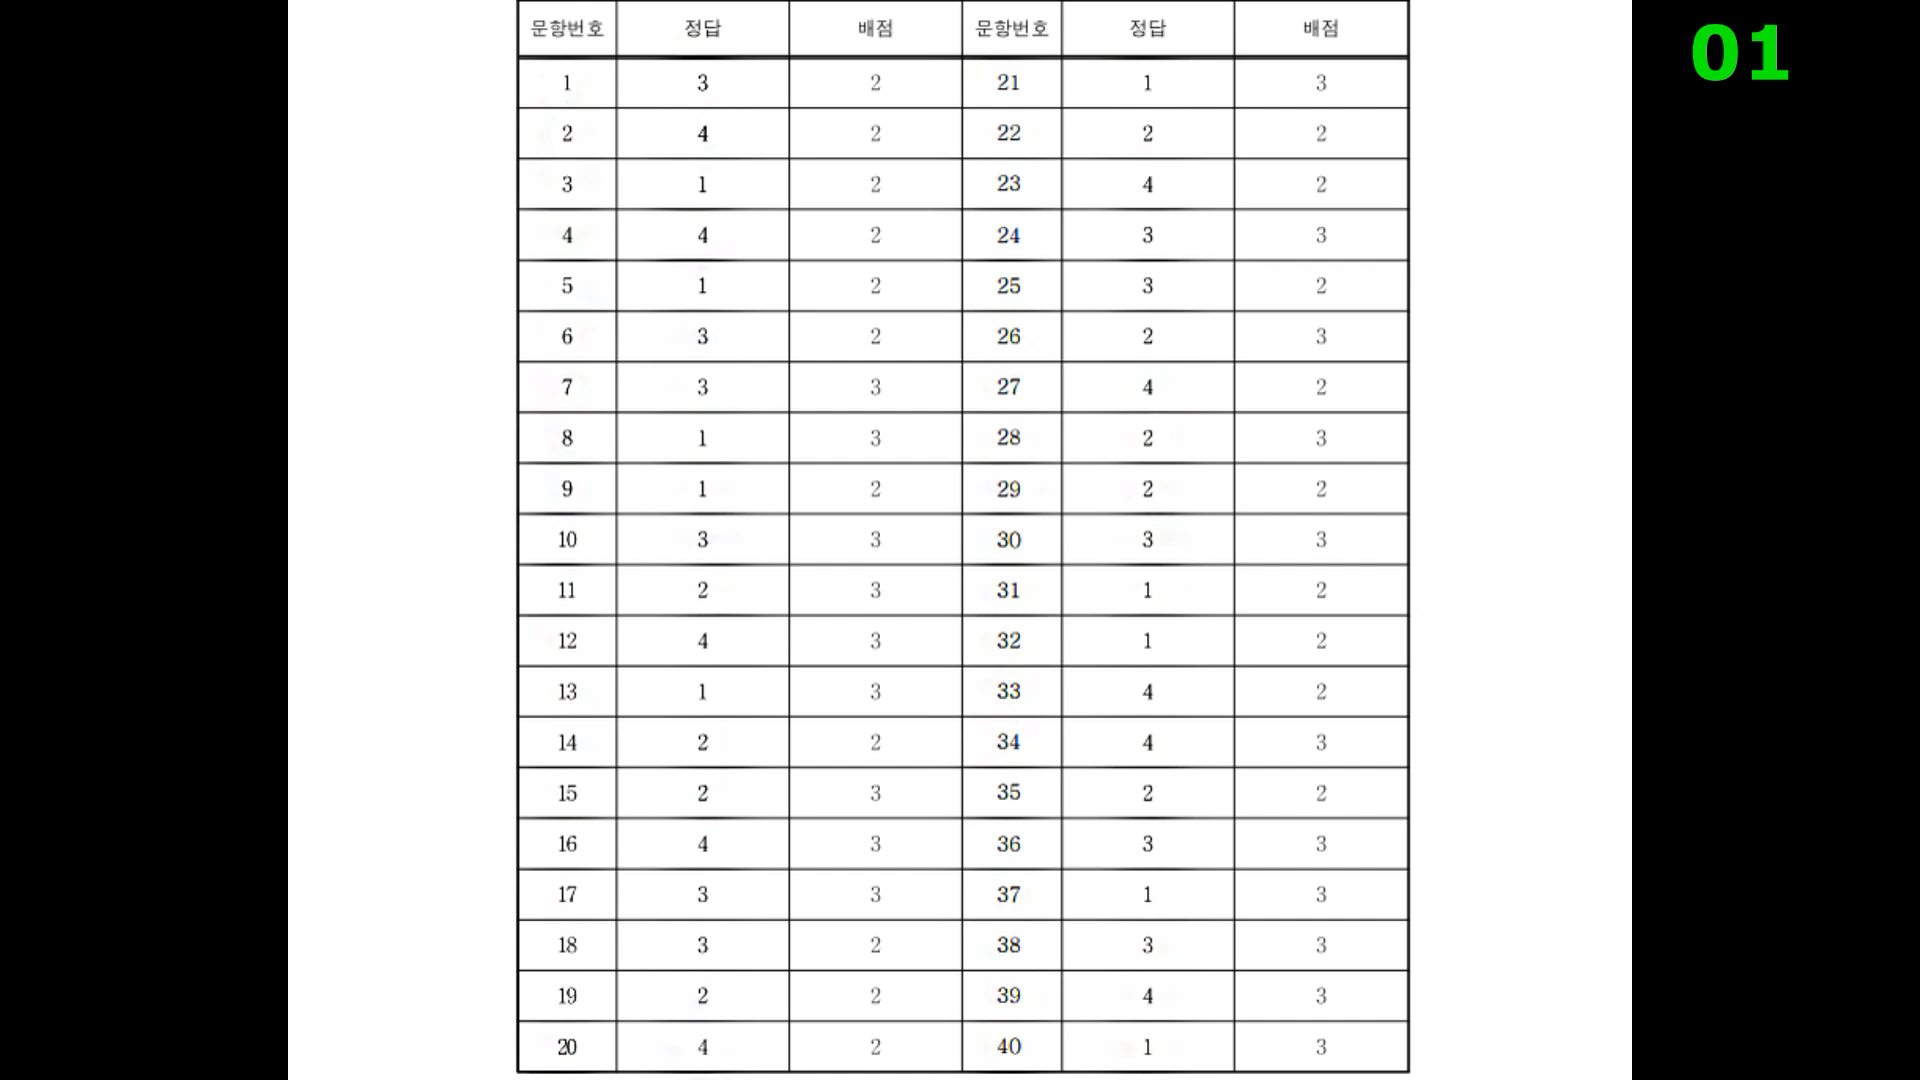 문항번호 정답 배점 문항번호 정답 배점
01
1 3 2 21 1 3
2 4 2 22 2 2
3 1 2 23 4 2
4 4 2 24 3 3
5 1 2 25 3 2
6 3 2 26 2 3
7 3 3 27 4 2
8 1 3 28 2 3
9 1 2 29 2 2
10 3 3 30 3 3
11 2 3 31 1 2
12 4 3 32 1 2
13 1 3 33 4 2
14 2 2 34 4 3
15 2 3 35 2 2
16 4 3 36 3 3
17 3 3 37 1 3
18 3 2 38 3 3
19 2 2 39 4 3
20 4 2 40 1 3